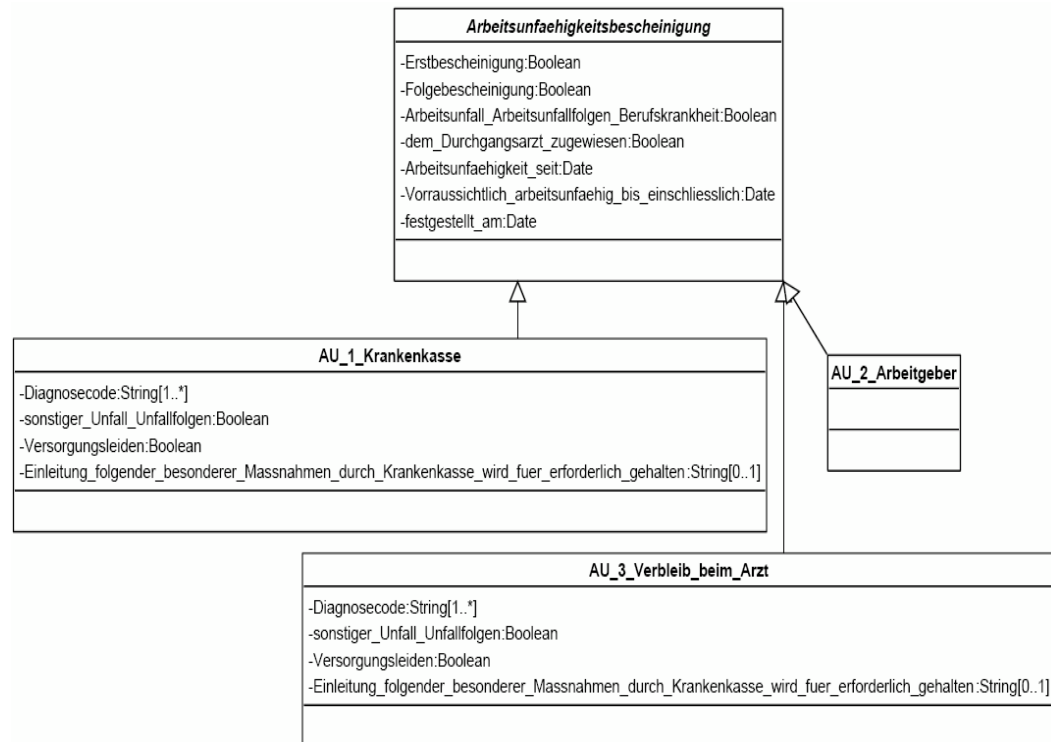 Arbeitsunfaehigkeitsbescheinigung
-Erstbescheinigung:Boolean
-Folgebescheinigung:Boolean
-Arbeitsunfall_Arbeitsunfallfolgen_Berufskrankheit:Boolean
-dem_Durchgangsarzt_zugewiesen:Boolean
-Arbeitsunfaehigkeit_seit:Date
-Vorraussichtlich_arbeitsunfaehig_bis_einschliesslich:Date
-festgestellt_am:Date
AU_1_Krankenkasse
-Diagnosecode:String[1..*]
-sonstiger_Unfall_Unfallfolgen:Boolean
-Versorgungsleiden:Boolean
-Einleitung_folgender_besonderer_Massnahmen_durch_Krankenkasse_wird_fuer_erforderlich_gehalten:String[0..1]
AU_2_Arbeitgeber
AU_3_Verbleib_beim_Arzt
-Diagnosecode:String[1..*]
-sonstiger_Unfall_Unfallfolgen:Boolean
-Versorgungsleiden:Boolean
-Einleitung_folgender_besonderer_Massnahmen_durch_Krankenkasse_wird_fuer_erforderlich_gehalten:String[0..1]